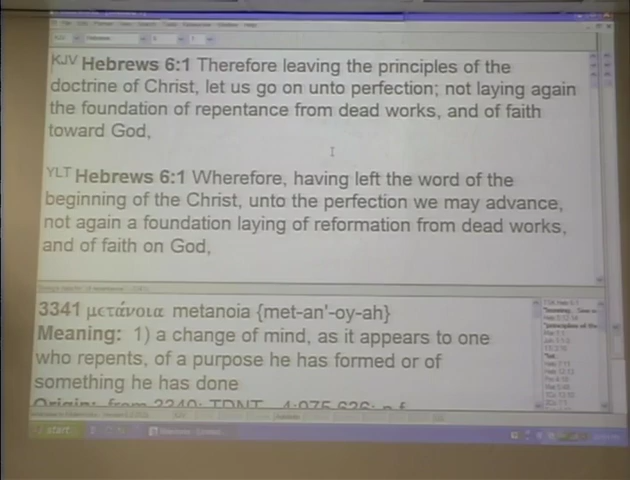 KJV Hebrews 6:1 Therefore leaving the principles of the
doctrine of Christ, let us go on unto perfection; not laying again
the foundation of repentance from dead works, and of faith
toward God,
YLT Hebrews 6:1 Wherefore, having left the word of the
beginning of the Christ, unto the perfection we may advance,
not again a foundation laying of reformation from dead works,
and of faith on God,
3341 μετάνοια metanoia {met-an'-oy-ah}
Meaning: 1) a change of mind, as it appears to one
who repents, of a purpose he has formed or of
something he has done
Origin: from 3340; TDNT
start